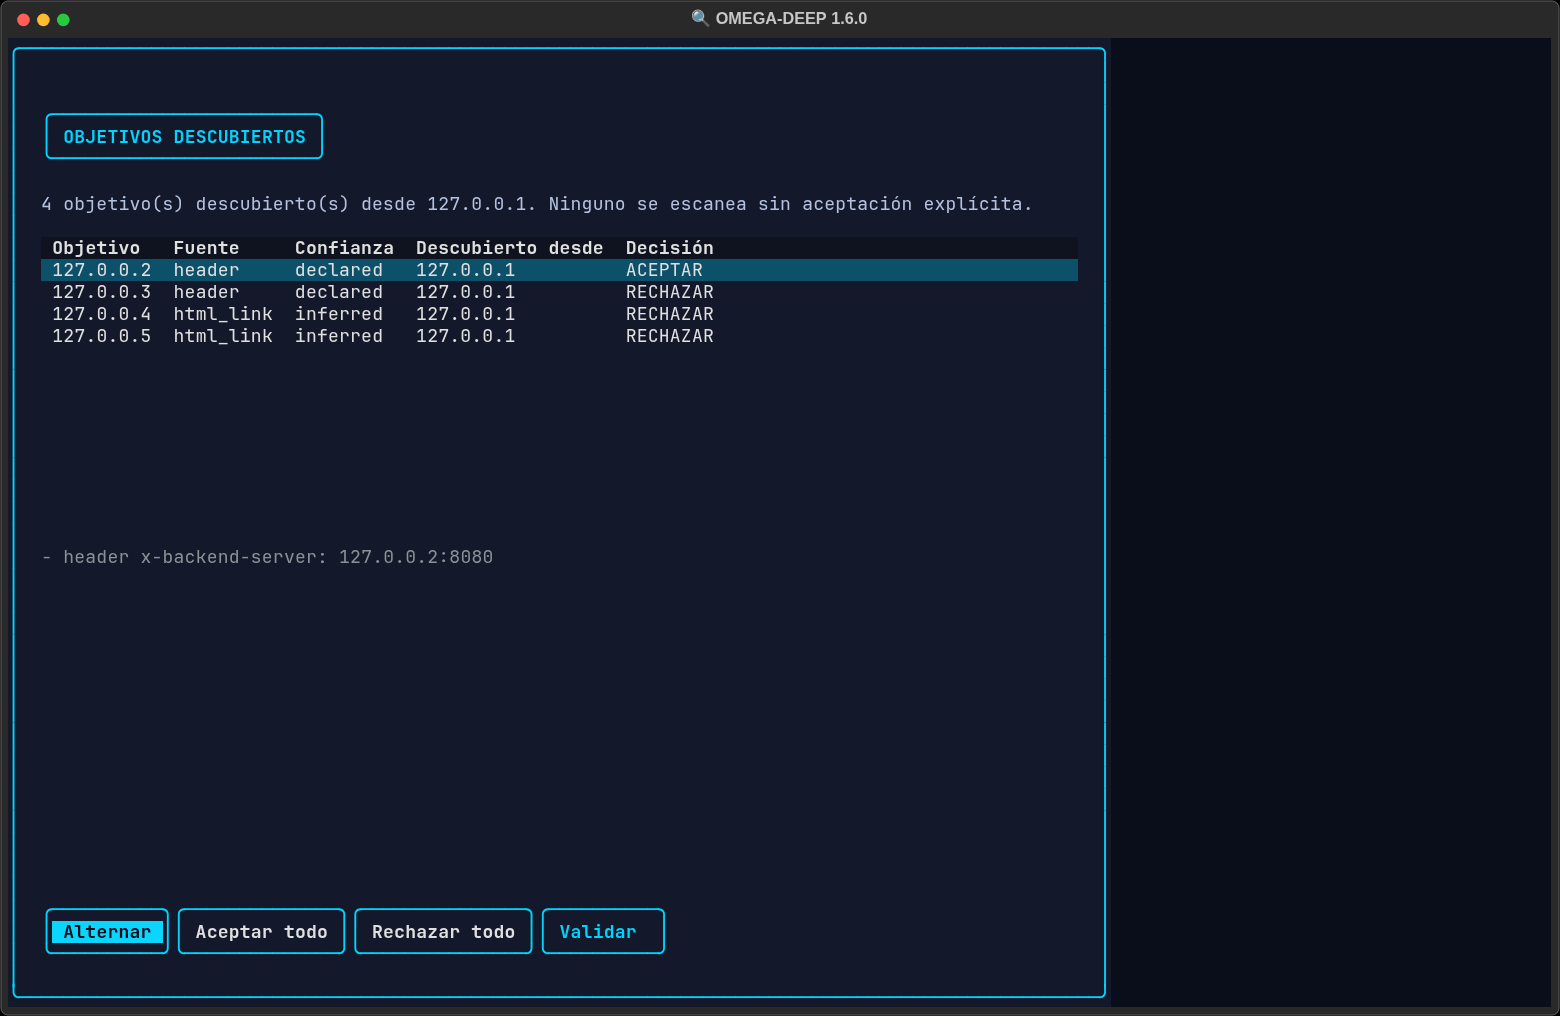 🔍 OMEGA-DEEP 1.6.0
OBJETIVOS DESCUBIERTOS
4 objetivo(s) descubierto(s) desde 127.0.0.1. Ninguno se escanea sin aceptación explícita.
Objetivo Fuente Confianza Descubierto desde Decisión
127.0.0.2 header declared 127.0.0.1 ACEPTAR
127.0.0.3 header declared 127.0.0.1 RECHAZAR
127.0.0.4 html_link inferred 127.0.0.1 RECHAZAR
127.0.0.5 html_link inferred 127.0.0.1 RECHAZAR
- header x-backend-server: 127.0.0.2:8080
Alternar Aceptar todo Rechazar todo Validar